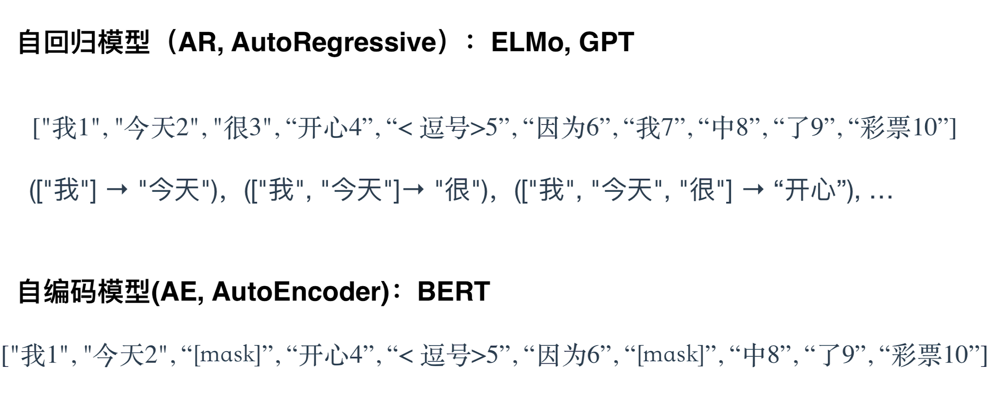 自回归模型（AR, AutoRegressive）：ELMo, GPT
["我1", "今天2", "很3", “开心4”, “< 逗号>5”, “因为6”, “我7”, “中8”, “了9”, “彩票10”]
(["我"] → "今天"), (["我", "今天"]→ "很"), (["我", "今天", "很"] → “开心”), ...
自编码模型(AE, AutoEncoder)：BERT
["我1", "今天2", “[mask]”, “开心4”, “< 逗号>5”, “因为6”, “[mask]”, “中8”, “了9”, “彩票10”]